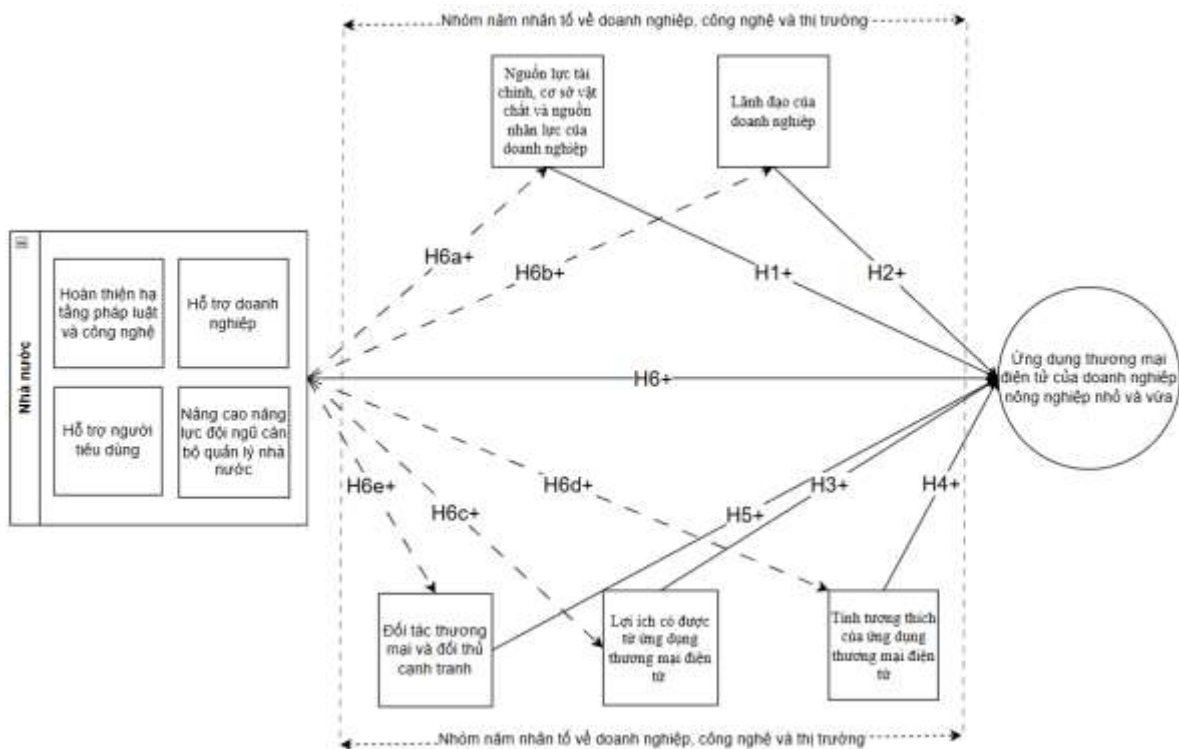 Nhóm năm nhân tố về doanh nghiệp, công nghệ và thị trường
Nguồn lực tài
chính, cơ sở vật
chất và nguồn
nhân lực của
doanh nghiệp
Lãnh đạo của
doanh nghiệp
H6a+
H6b+
H1+
H2+
Nhà nước
Hoàn thiện hạ
tầng pháp luật
và công nghệ
Hỗ trợ doanh
nghiệp
Hỗ trợ người
tiêu dùng
Nâng cao năng
lực đội ngũ cán
bộ quản lý nhà
nước
H6+
Ứng dụng thương mại
điện tử của doanh nghiệp
nông nghiệp nhỏ và vừa
H6e+
H6c+
H6d+
H5+
H3+
H4+
Đối tác thương
mại và đối thủ
cạnh tranh
Lợi ích có được
từ ứng dụng
thương mại điện
tử
Tính tương thích
của ứng dụng
thương mại điện
tử
Nhóm năm nhân tố về doanh nghiệp, công nghệ và thị trường